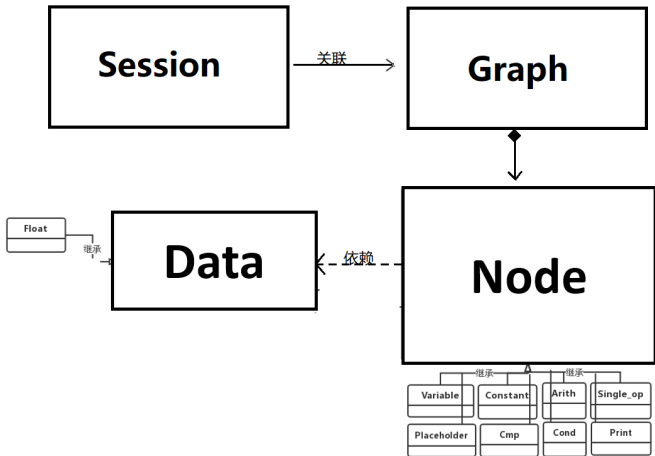 Session
关联
Graph
Float
继承
Data
依赖
Node
继承
继承
Variable
Constant
Arith
Single_op
Placeholder
Cmp
Cond
Print